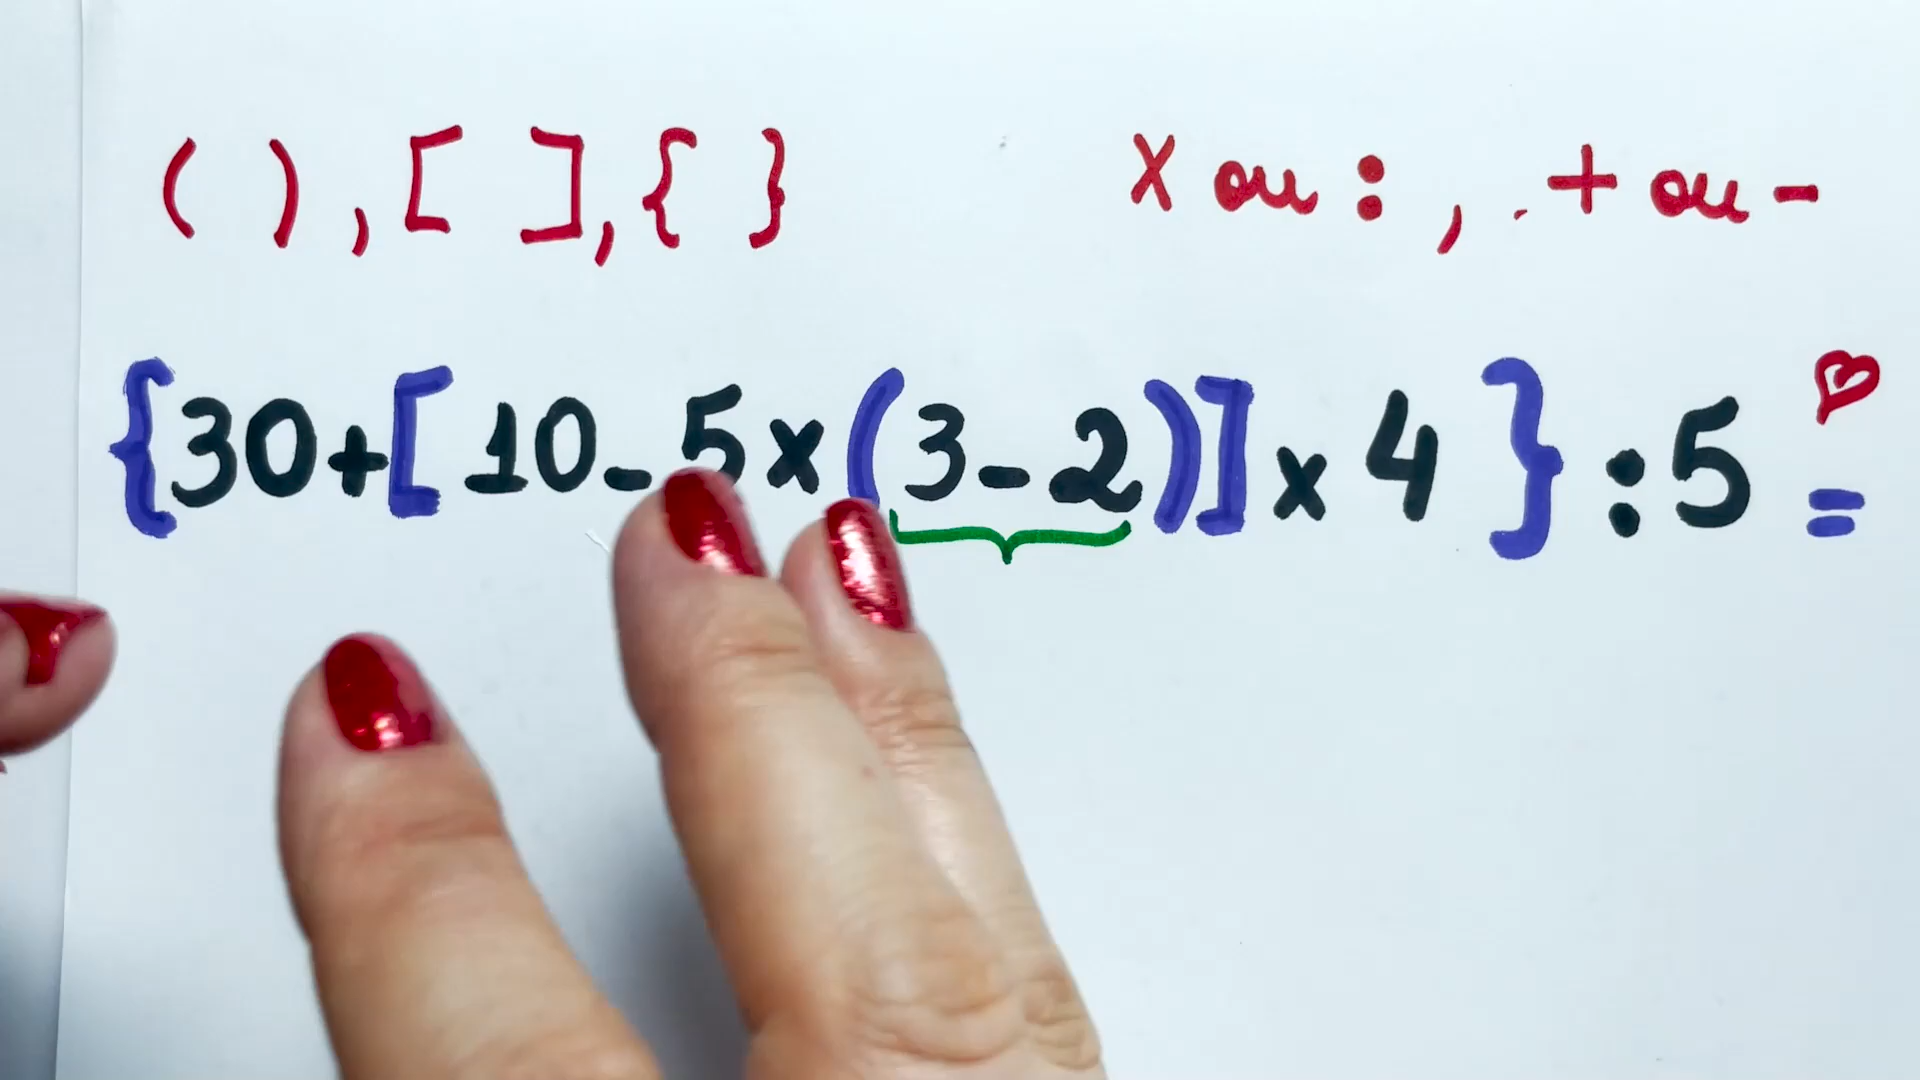 ( ) , [ ] , { } x ou : , + ou -
{30+[10-5x(3-2)]x4}:5=